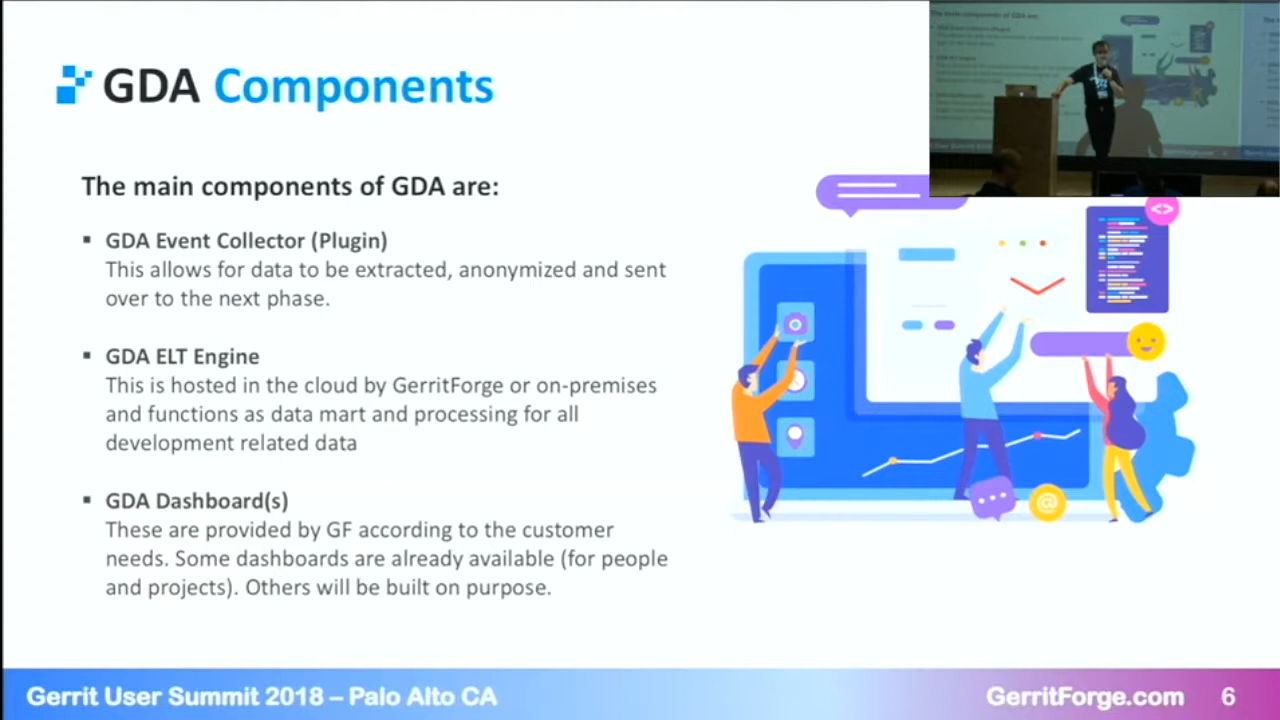 GDA Components
The main components of GDA are:
▪ GDA Event Collector (Plugin)
This allows for data to be extracted, anonymized and sent
over to the next phase.
▪ GDA ELT Engine
This is hosted in the cloud by GerritForge or on-premises
and functions as data mart and processing for all
development related data
▪ GDA Dashboard(s)
These are provided by GF according to the customer
needs. Some dashboards are already available (for people
and projects). Others will be built on purpose.
Gerrit User Summit 2018 – Palo Alto CA
GerritForge.com 6